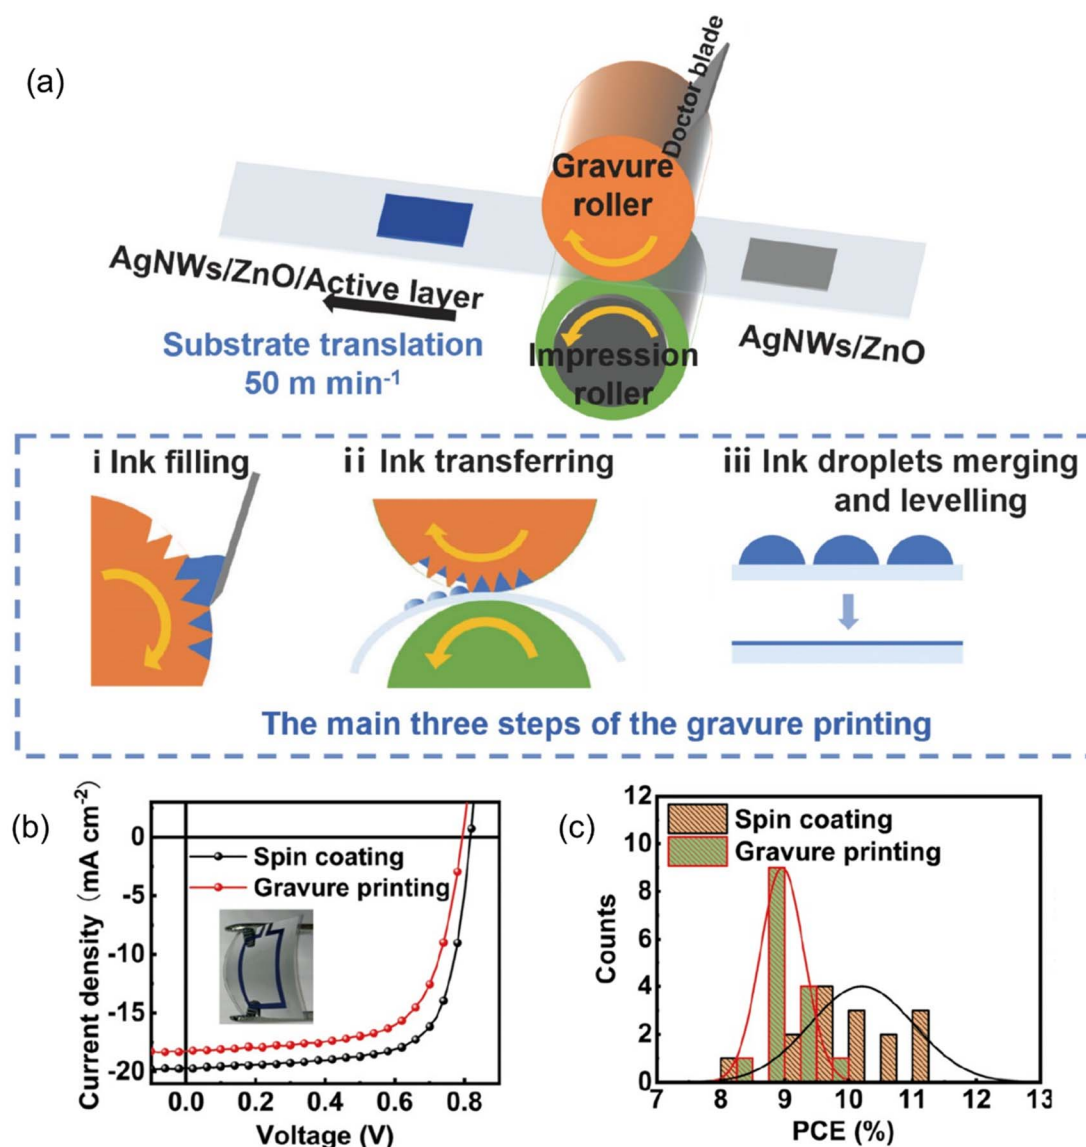 (a)
Doctor blade
Gravure
roller
AgNWs/ZnO/Active layer
Substrate translation
50 m min⁻¹
Impression
roller
AgNWs/ZnO
i Ink filling
ii Ink transferring
iii Ink droplets merging
and levelling
The main three steps of the gravure printing
(b)
Current density (mA cm⁻²)
0
-5
-10
-15
-20
Spin coating
Gravure printing
0.0 0.2 0.4 0.6 0.8
Voltage (V)
(c)
Counts
12
10
8
6
4
2
0
Spin coating
Gravure printing
7 8 9 10 11 12 13
PCE (%)